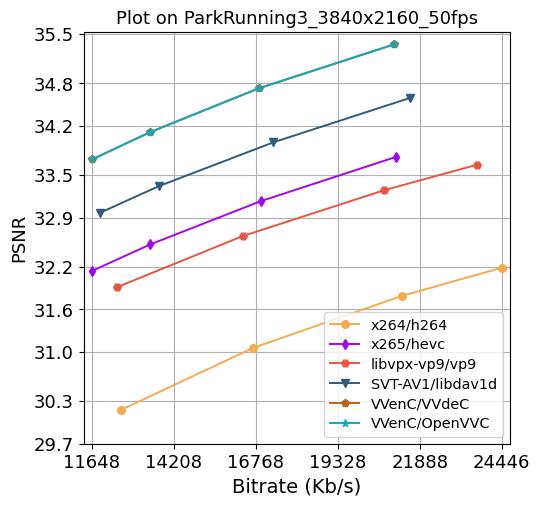 Plot on ParkRunning3_3840x2160_50fps
35.5
34.8
34.2
33.5
32.9
32.2
31.6
31.0
30.3
29.7
PSNR
x264/h264
x265/hevc
libvpx-vp9/vp9
SVT-AV1/libdav1d
VVenC/VVdeC
VVenC/OpenVVC
11648 14208 16768 19328 21888 24446
Bitrate (Kb/s)